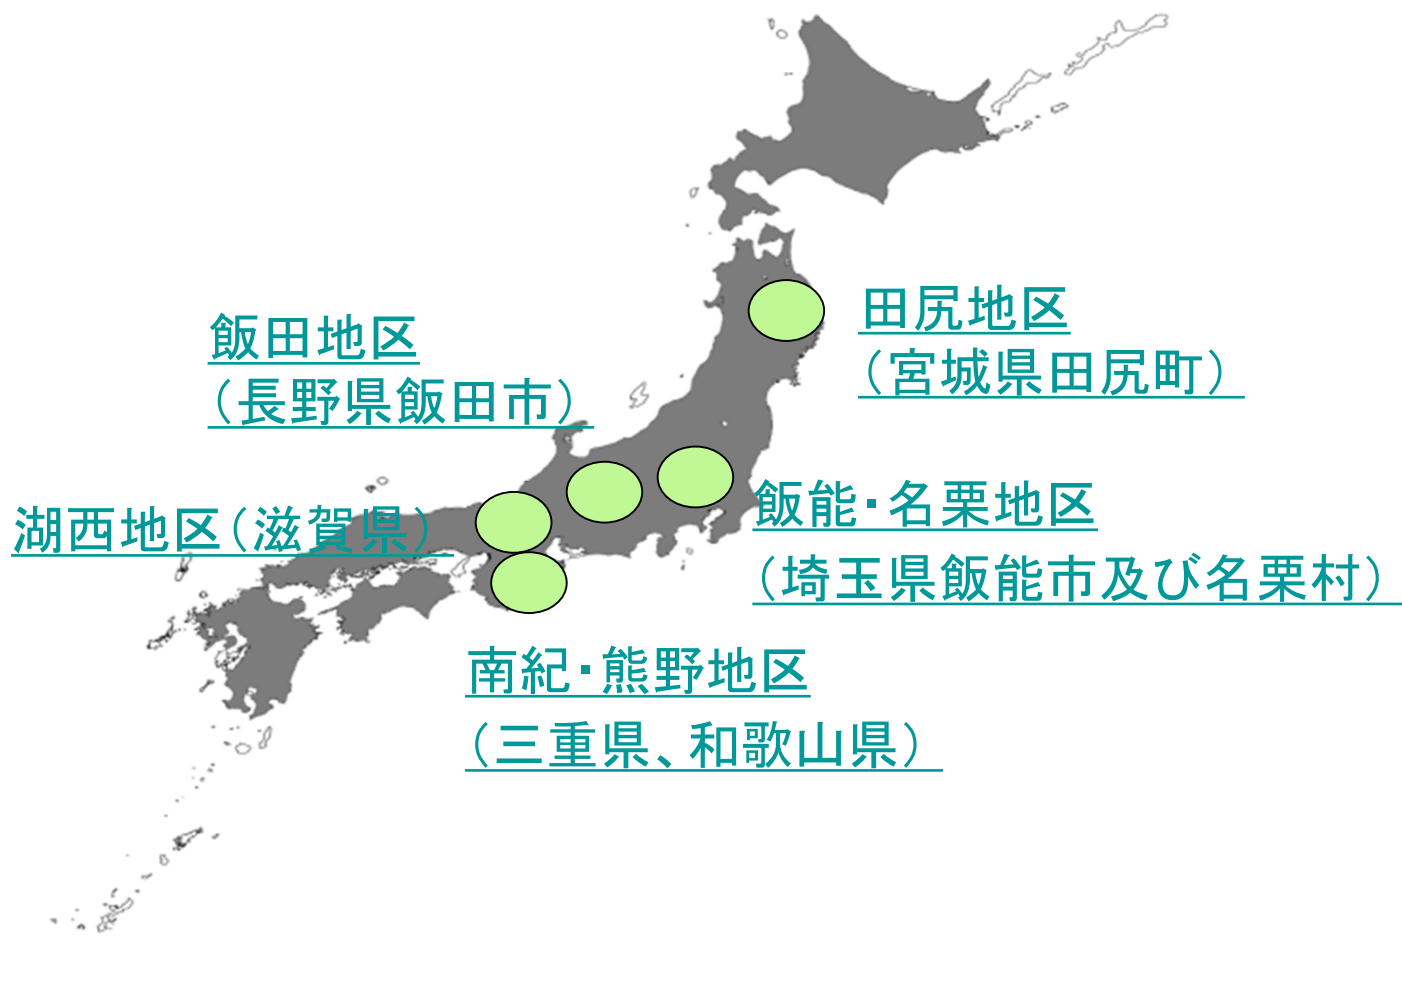 田尻地区
（宮城県田尻町）
飯田地区
（長野県飯田市）
飯能・名栗地区
（埼玉県飯能市及び名栗村）
湖西地区（滋賀県）
南紀・熊野地区
（三重県、和歌山県）